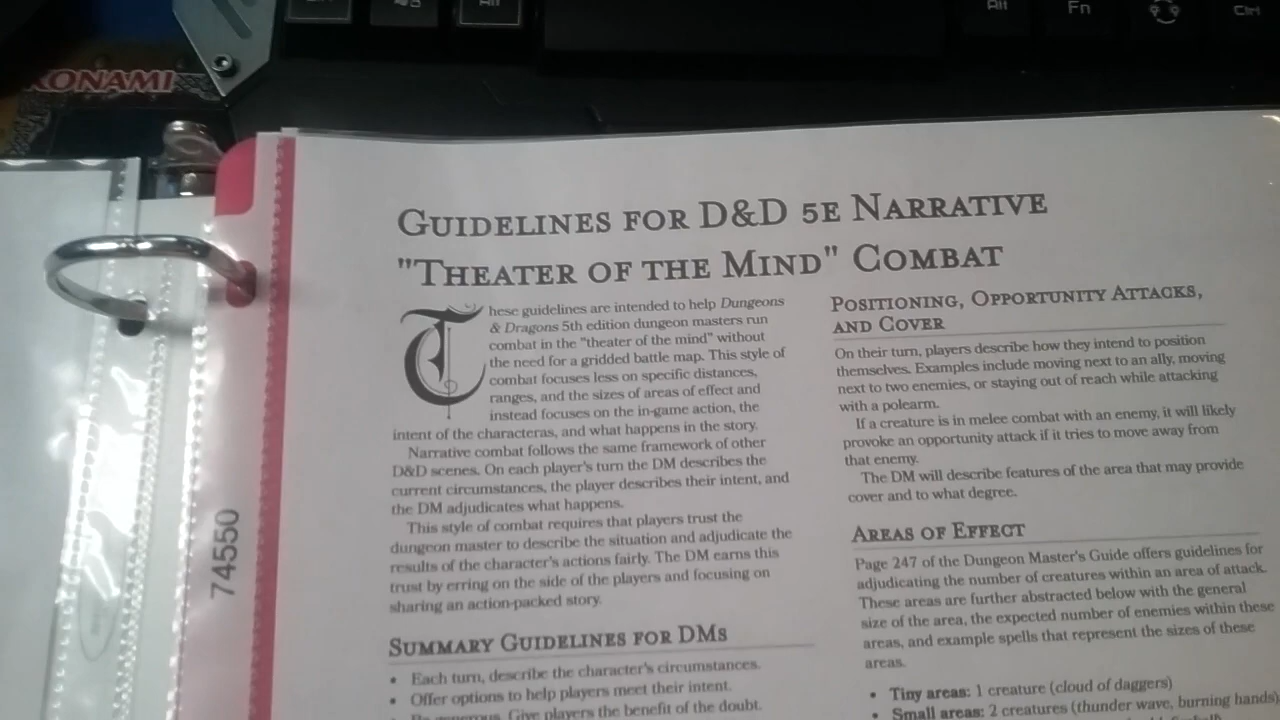 Alt
Fn
Ctrl
KONAMI
GUIDELINES FOR D&D 5E NARRATIVE
"THEATER OF THE MIND" COMBAT
These guidelines are intended to help Dungeons
& Dragons 5th edition dungeon masters run
combat in the "theater of the mind" without
the need for a gridded battle map. This style of
combat focuses less on specific distances,
ranges, and the sizes of areas of effect and
instead focuses on the in-game action, the
intent of the characteras, and what happens in the story.
Narrative combat follows the same framework of other
D&D scenes. On each player's turn the DM describes the
current circumstances, the player describes their intent, and
the DM adjudicates what happens.
This style of combat requires that players trust the
dungeon master to describe the situation and adjudicate the
results of the character's actions fairly. The DM earns this
trust by erring on the side of the players and focusing on
sharing an action-packed story.
SUMMARY GUIDELINES FOR DMS
• Each turn, describe the character's circumstances.
• Offer options to help players meet their intent.
• Be generous. Give players the benefit of the doubt.
POSITIONING, OPPORTUNITY ATTACKS,
AND COVER
On their turn, players describe how they intend to position
themselves. Examples include moving next to an ally, moving
next to two enemies, or staying out of reach while attacking
with a polearm.
If a creature is in melee combat with an enemy, it will likely
provoke an opportunity attack if it tries to move away from
that enemy.
The DM will describe features of the area that may provide
cover and to what degree.
AREAS OF EFFECT
Page 247 of the Dungeon Master's Guide offers guidelines for
adjudicating the number of creatures within an area of attack.
These areas are further abstracted below with the general
size of the area, the expected number of enemies within these
areas, and example spells that represent the sizes of these
areas.
• Tiny areas: 1 creature (cloud of daggers)
• Small areas: 2 creatures (thunder wave, burning hands)
74550